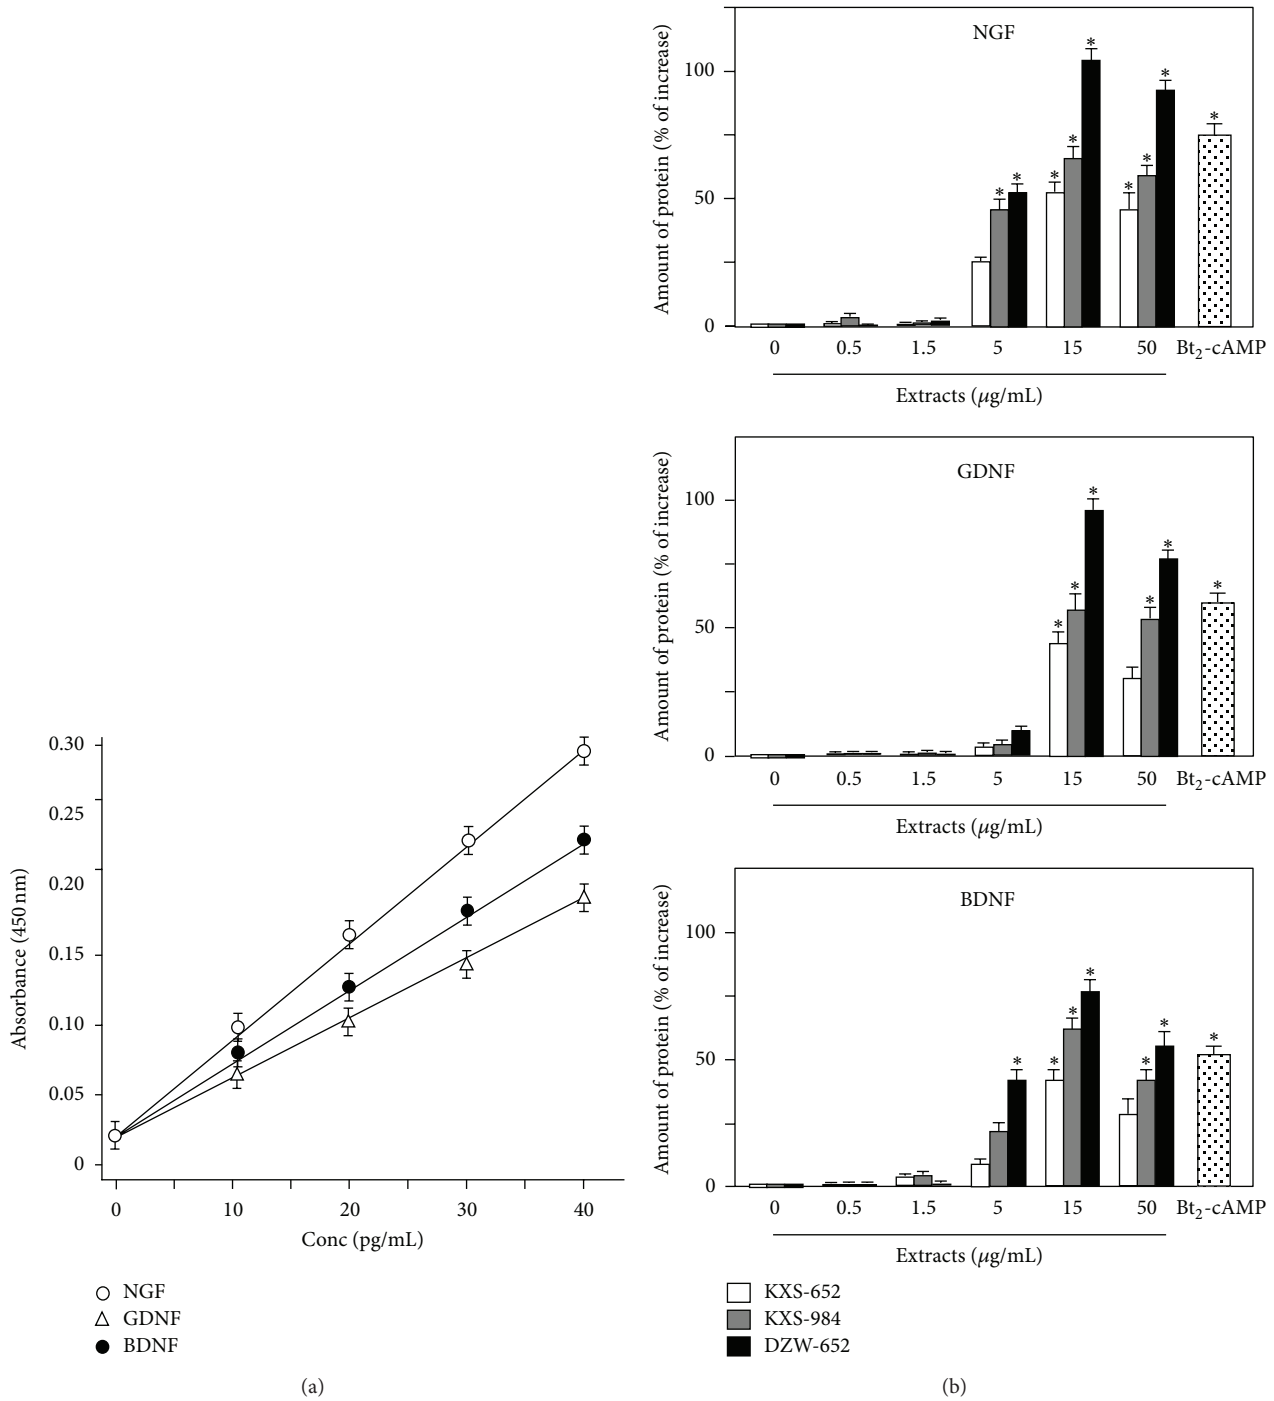 0.30
0.25
0.20
0.15
0.10
0.05
0
Absorbance (450 nm)
0 10 20 30 40
Conc (pg/mL)
NGF
GDNF
BDNF
(a)
NGF
100
50
0
Amount of protein (% of increase)
* * * * * * * * *
0 0.5 1.5 5 15 50 Bt₂-cAMP
Extracts (μg/mL)
GDNF
100
50
0
Amount of protein (% of increase)
* * * * * *
0 0.5 1.5 5 15 50 Bt₂-cAMP
Extracts (μg/mL)
BDNF
100
50
0
Amount of protein (% of increase)
* * * * * * *
0 0.5 1.5 5 15 50 Bt₂-cAMP
Extracts (μg/mL)
KXS-652
KXS-984
DZW-652
(b)